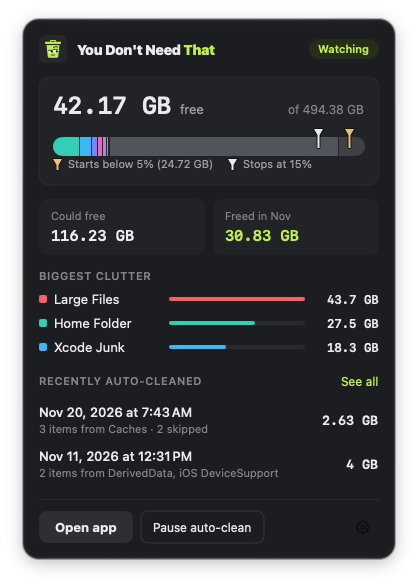 You Don't Need That
Watching
42.17 GB free
of 494.38 GB
Starts below 5% (24.72 GB)
Stops at 15%
Could free
116.23 GB
Freed in Nov
30.83 GB
BIGGEST CLUTTER
Large Files
43.7 GB
Home Folder
27.5 GB
Xcode Junk
18.3 GB
RECENTLY AUTO-CLEANED
See all
Nov 20, 2026 at 7:43 AM
3 items from Caches · 2 skipped
2.63 GB
Nov 11, 2026 at 12:31 PM
2 items from DerivedData, iOS DeviceSupport
4 GB
Open app
Pause auto-clean